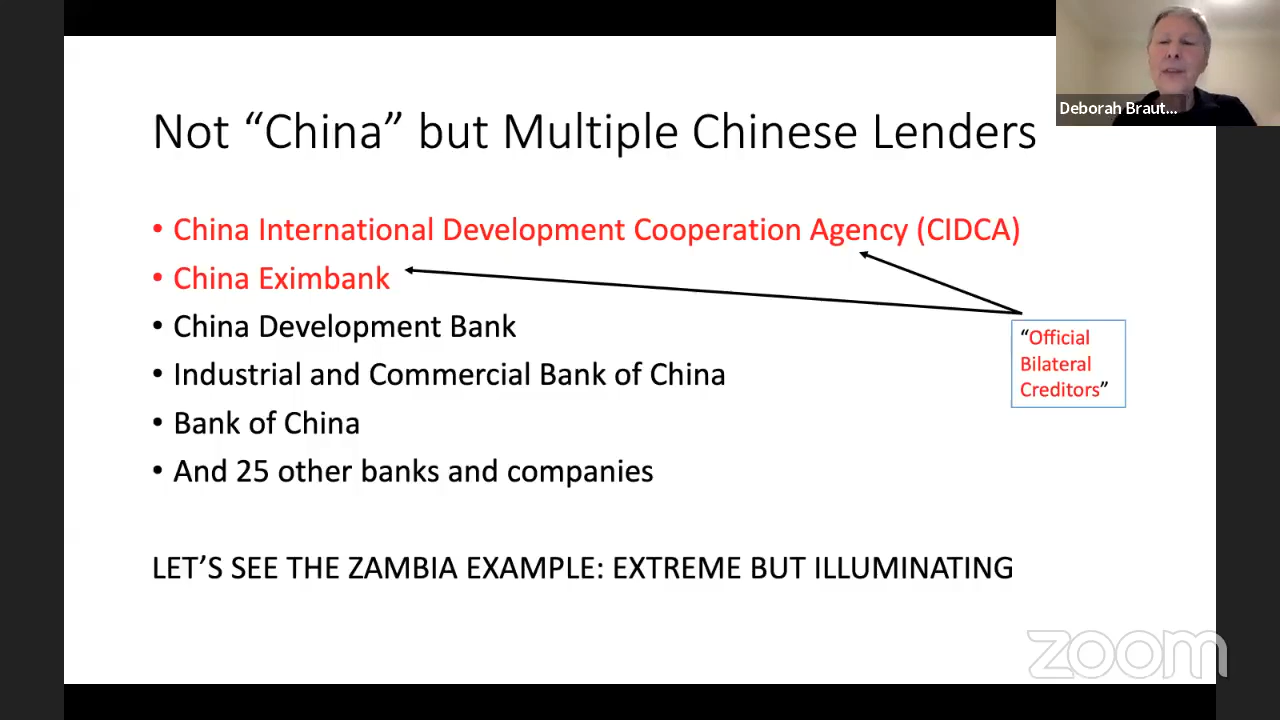 Deborah Braut...
Not “China” but Multiple Chinese Lenders
• China International Development Cooperation Agency (CIDCA)
• China Eximbank
• China Development Bank
• Industrial and Commercial Bank of China
• Bank of China
• And 25 other banks and companies
“Official
Bilateral
Creditors”
LET’S SEE THE ZAMBIA EXAMPLE: EXTREME BUT ILLUMINATING
zoom